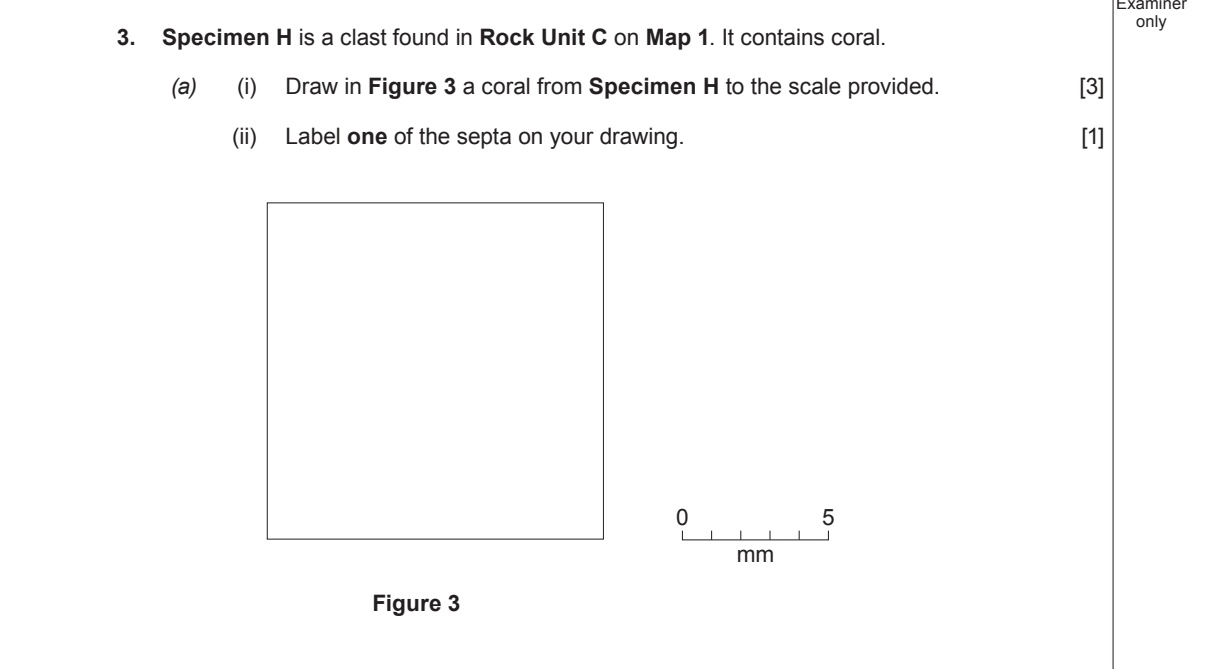 Examiner
only
3. Specimen H is a clast found in Rock Unit C on Map 1. It contains coral.
(a) (i) Draw in Figure 3 a coral from Specimen H to the scale provided. [3]
(ii) Label one of the septa on your drawing. [1]
0 5
mm
Figure 3